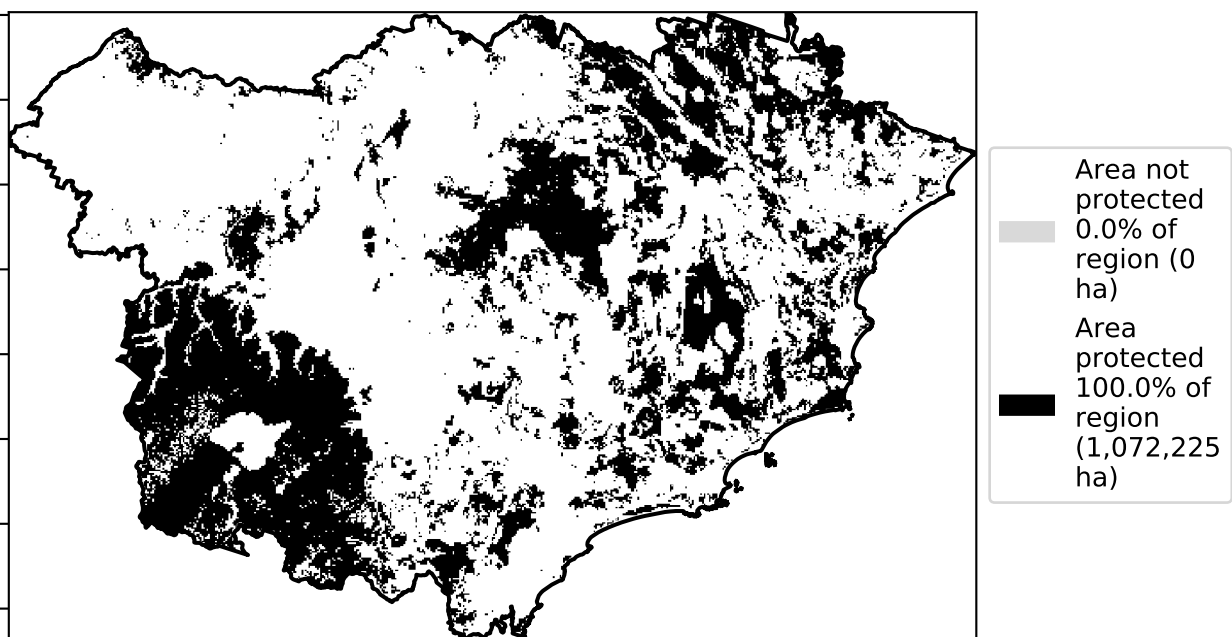 Area not
protected
0.0% of
region (0
ha)
Area
protected
100.0% of
region
(1,072,225
ha)